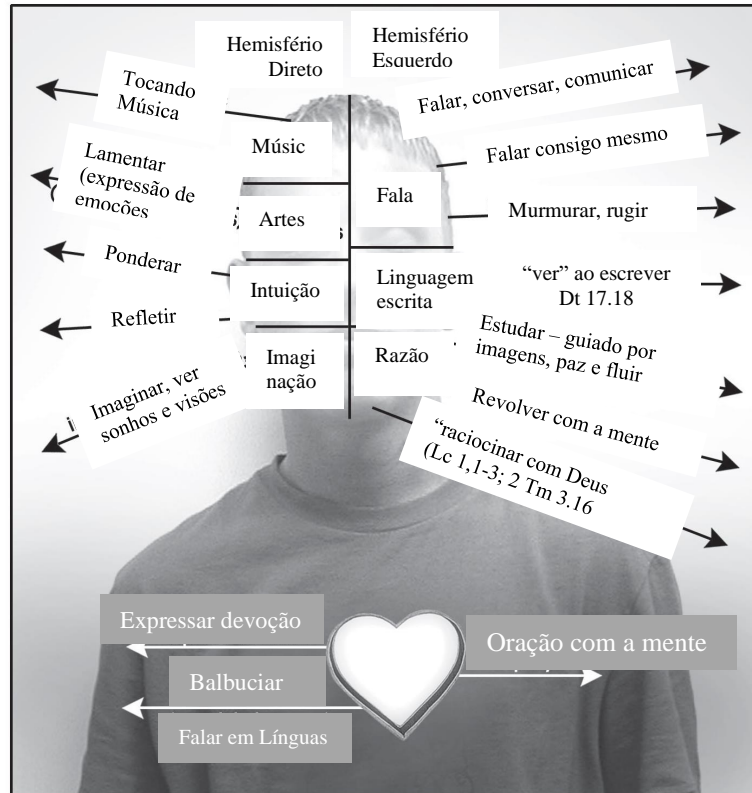 Hemisfério
Direto
Hemisfério
Esquerdo
Tocando
Música
Lamentar
(expressão de
emoções
Ponderar
Refletir
Imaginar, ver
sonhos e visões
Músic
Artes
Intuição
Imagi
nação
Fala
Linguagem
escrita
Razão
Falar, conversar, comunicar
Falar consigo mesmo
Murmurar, rugir
“ver” ao escrever
Dt 17.18
Estudar – guiado por
imagens, paz e fluir
Revolver com a mente
“raciocinar com Deus
(Lc 1,1-3; 2 Tm 3.16
Expressar devoção
Balbuciar
Falar em Línguas
Oração com a mente